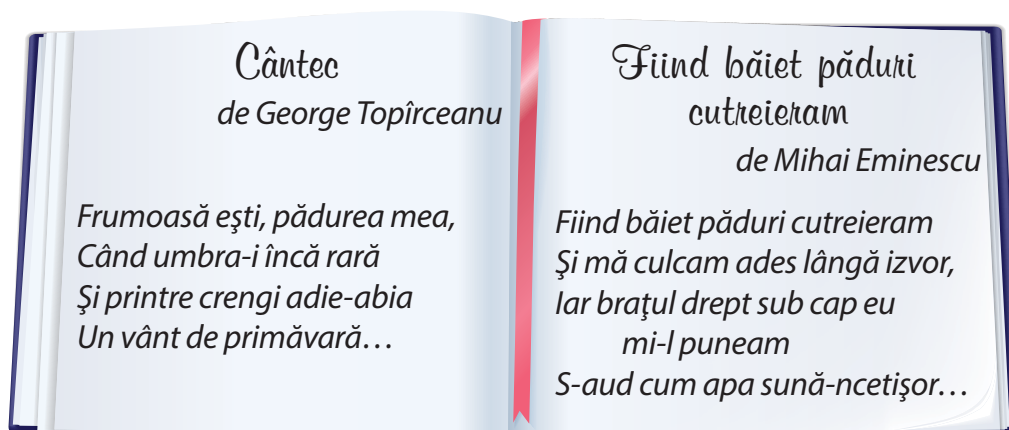 Cântec
de George Topîrceanu
Frumoasă eşti, pădurea mea,
Când umbra-i încă rară
Şi printre crengi adie-abia
Un vânt de primăvară…
Fiind băiet păduri
cutreieram
de Mihai Eminescu
Fiind băiet păduri cutreieram
Şi mă culcam ades lângă izvor,
Iar braţul drept sub cap eu
mi-l puneam
S-aud cum apa sună-ncetişor…